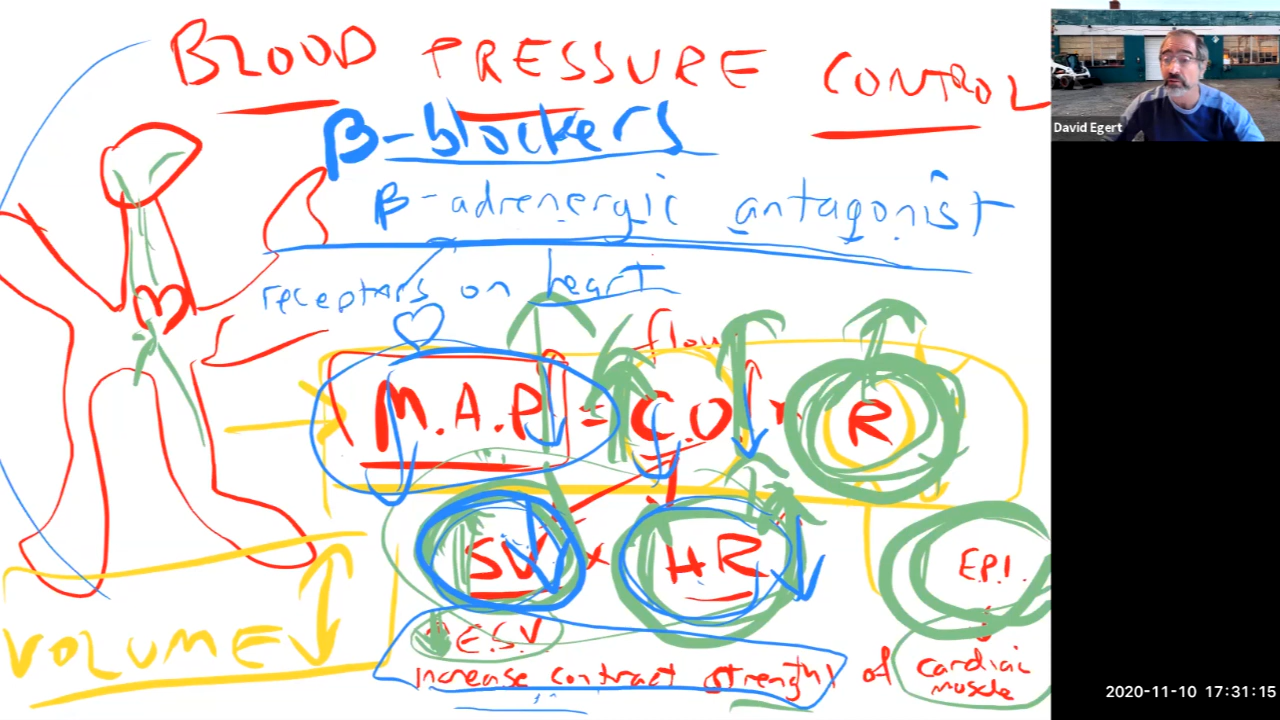 BLOOD PRESSURE CONTROL
David Egert
β-blockers
β-adrenergic antagonist
receptors on heart
flow
M.A.P = C.O. x R
SV x HR
E.P.I.
VOLUME
E.S.V
increase contract strength of cardiac muscle
2020-11-10 17:31:15